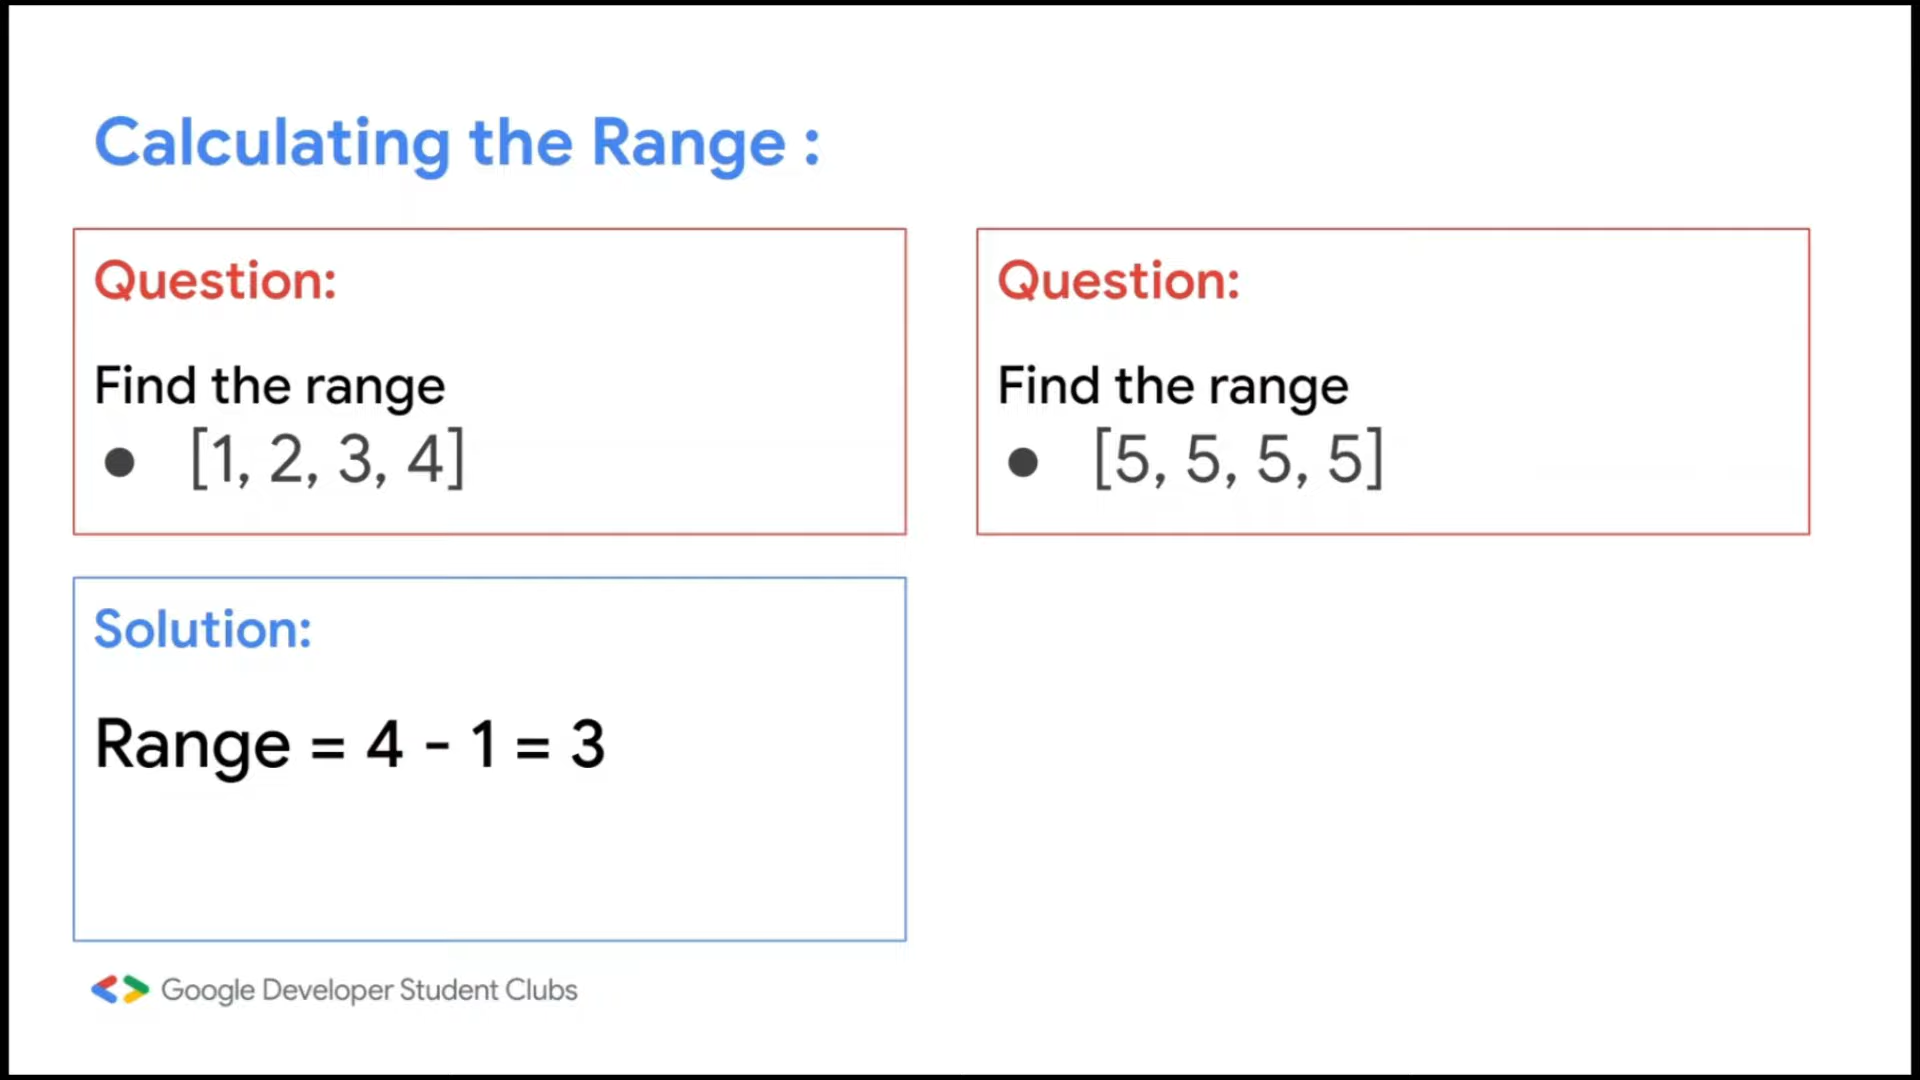 Calculating the Range :
Question:
Find the range
● [1, 2, 3, 4]
Solution:
Range = 4 - 1 = 3
Question:
Find the range
● [5, 5, 5, 5]
Google Developer Student Clubs